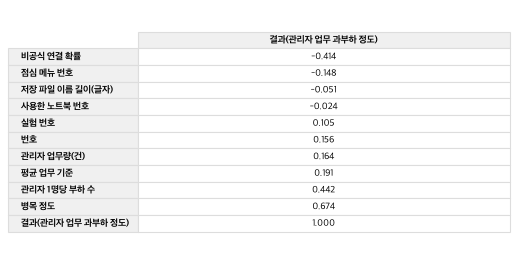 결과(관리자 업무 과부하 정도)
비공식 연결 확률 -0.414
점심 메뉴 번호 -0.148
저장 파일 이름 길이(글자) -0.051
사용한 노트북 번호 -0.024
실험 번호 0.105
번호 0.156
관리자 업무량(건) 0.164
평균 업무 기준 0.191
관리자 1명당 부하 수 0.442
병목 정도 0.674
결과(관리자 업무 과부하 정도) 1.000